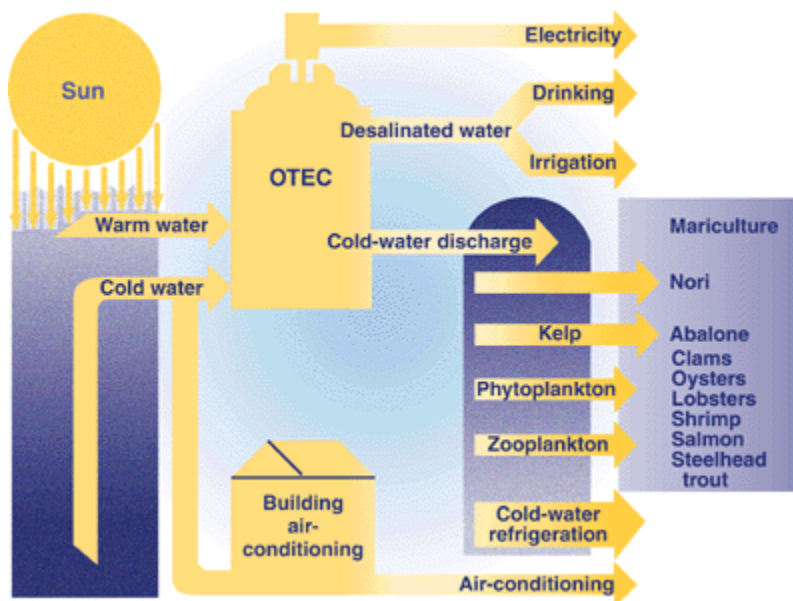 Sun
Electricity
Drinking
Desalinated water
Irrigation
OTEC
Warm water
Cold-water discharge
Cold water
Mariculture
Nori
Kelp
Abalone
Clams
Oysters
Lobsters
Shrimp
Salmon
Steelhead
trout
Phytoplankton
Zooplankton
Cold-water
refrigeration
Building
air-
conditioning
Air-conditioning